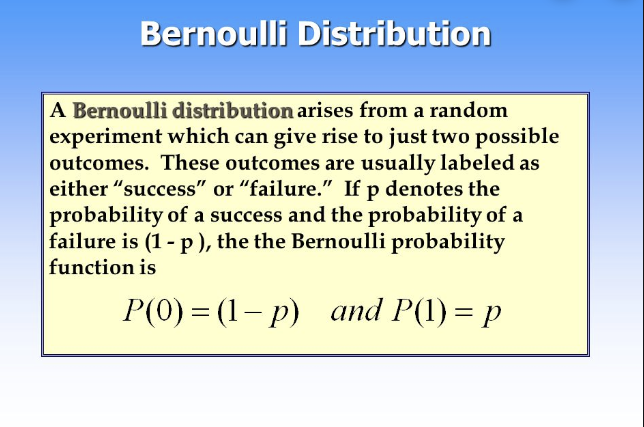 Bernoulli Distribution
A Bernoulli distribution arises from a random
experiment which can give rise to just two possible
outcomes. These outcomes are usually labeled as
either “success” or “failure.” If p denotes the
probability of a success and the probability of a
failure is (1 - p ), the the Bernoulli probability
function is
P(0) = (1 − p) and P(1) = p